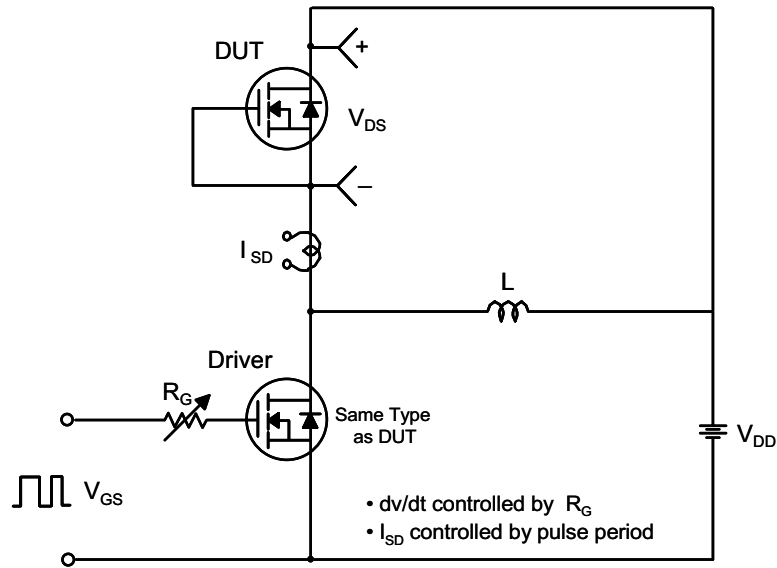 DUT
+
V_DS
–
I_SD
L
Driver
R_G
Same Type
as DUT
V_DD
V_GS
• dv/dt controlled by R_G
• I_SD controlled by pulse period